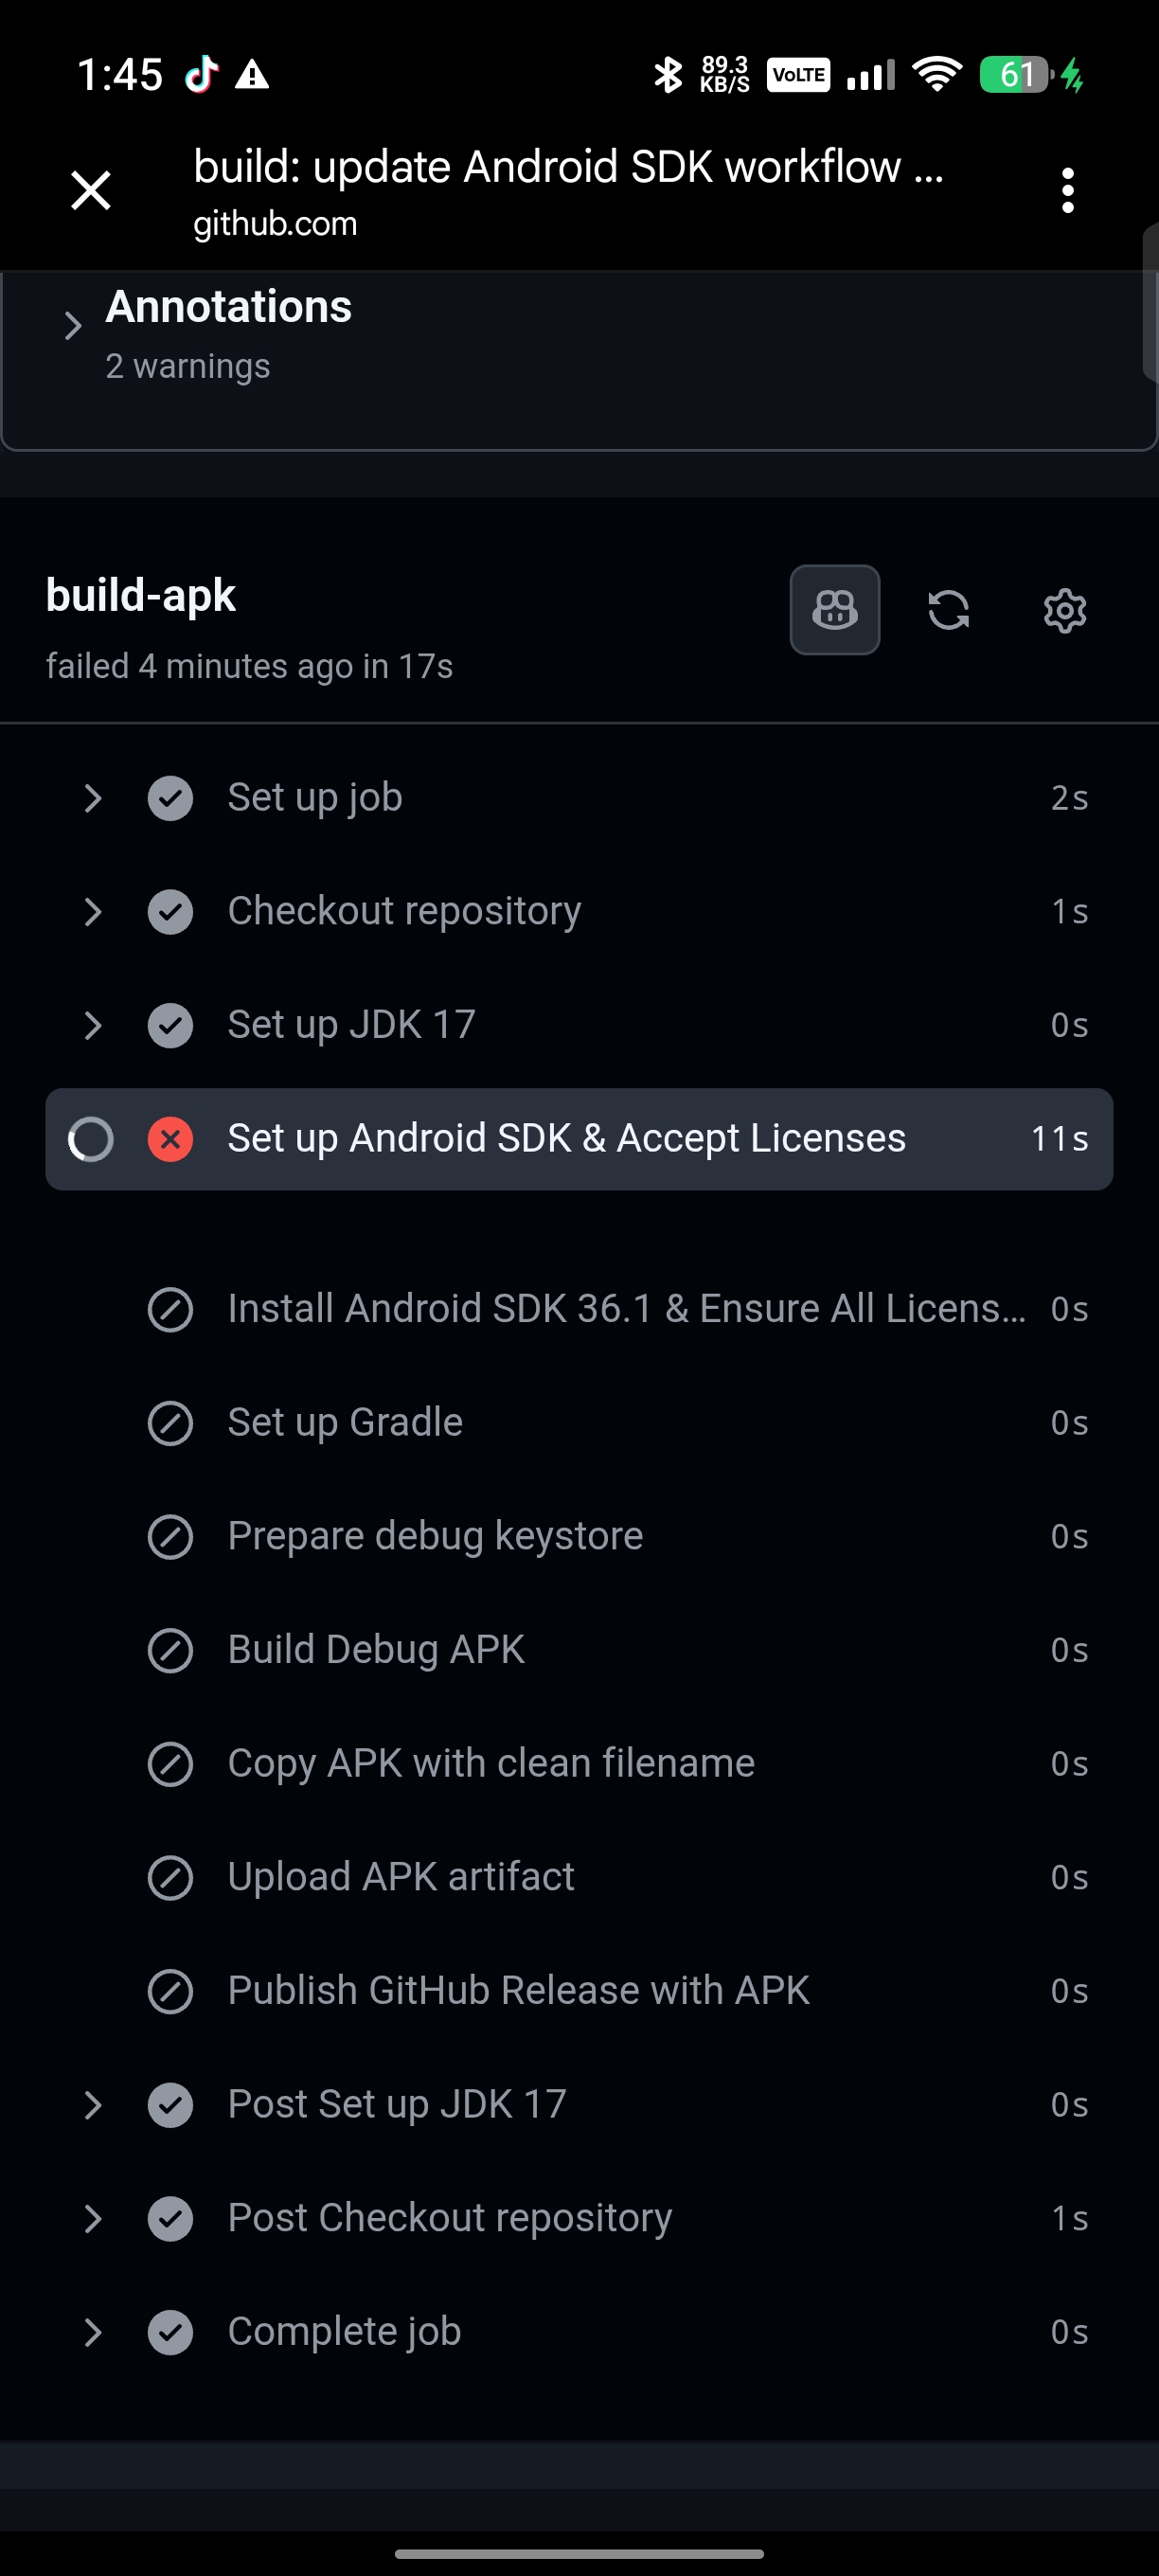 1:45
89.3
KB/S
VoLTE
61
build: update Android SDK workflow ...
github.com
Annotations
2 warnings
build-apk
failed 4 minutes ago in 17s
Set up job 2s
Checkout repository 1s
Set up JDK 17 0s
Set up Android SDK & Accept Licenses 11s
Install Android SDK 36.1 & Ensure All Licens... 0s
Set up Gradle 0s
Prepare debug keystore 0s
Build Debug APK 0s
Copy APK with clean filename 0s
Upload APK artifact 0s
Publish GitHub Release with APK 0s
Post Set up JDK 17 0s
Post Checkout repository 1s
Complete job 0s